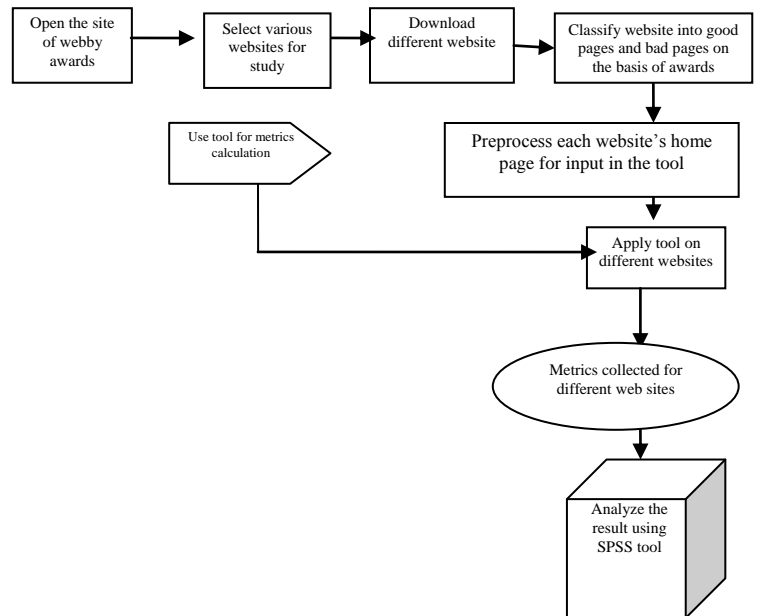 Open the site
of webby
awards
Select various
websites for
study
Download
different website
Classify website into good
pages and bad pages on
the basis of awards
Use tool for metrics
calculation
Preprocess each website’s home
page for input in the tool
Apply tool on
different websites
Metrics collected for
different web sites
Analyze the
result using
SPSS tool